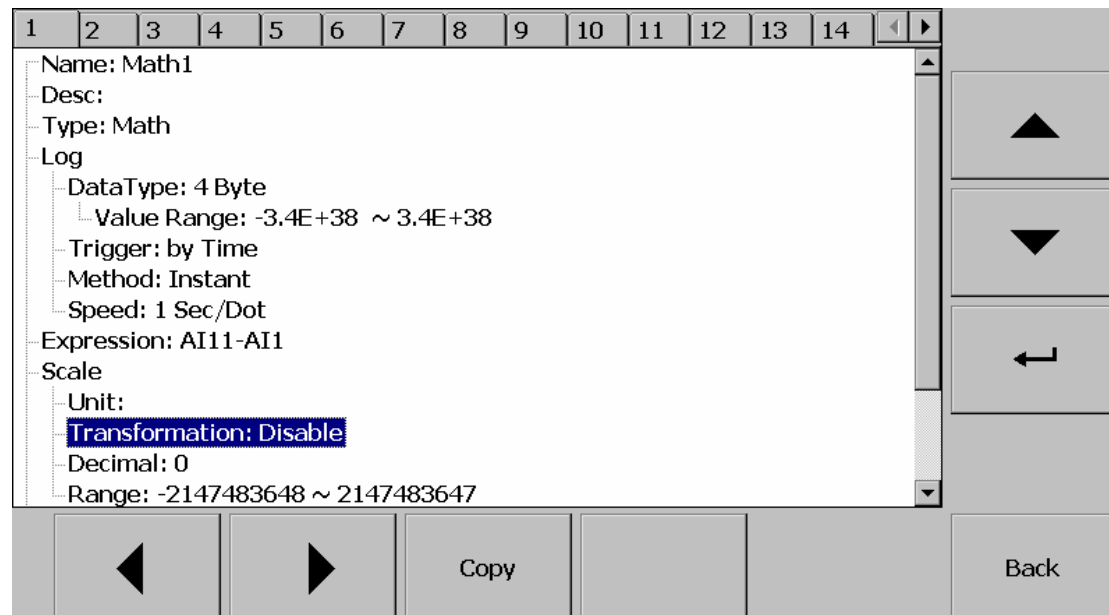 1 2 3 4 5 6 7 8 9 10 11 12 13 14
Name: Math1
Desc:
Type: Math
Log
DataType: 4 Byte
Value Range: -3.4E+38 ~ 3.4E+38
Trigger: by Time
Method: Instant
Speed: 1 Sec/Dot
Expression: AI11-AI1
Scale
Unit:
Transformation: Disable
Decimal: 0
Range: -2147483648 ~ 2147483647
Copy Back